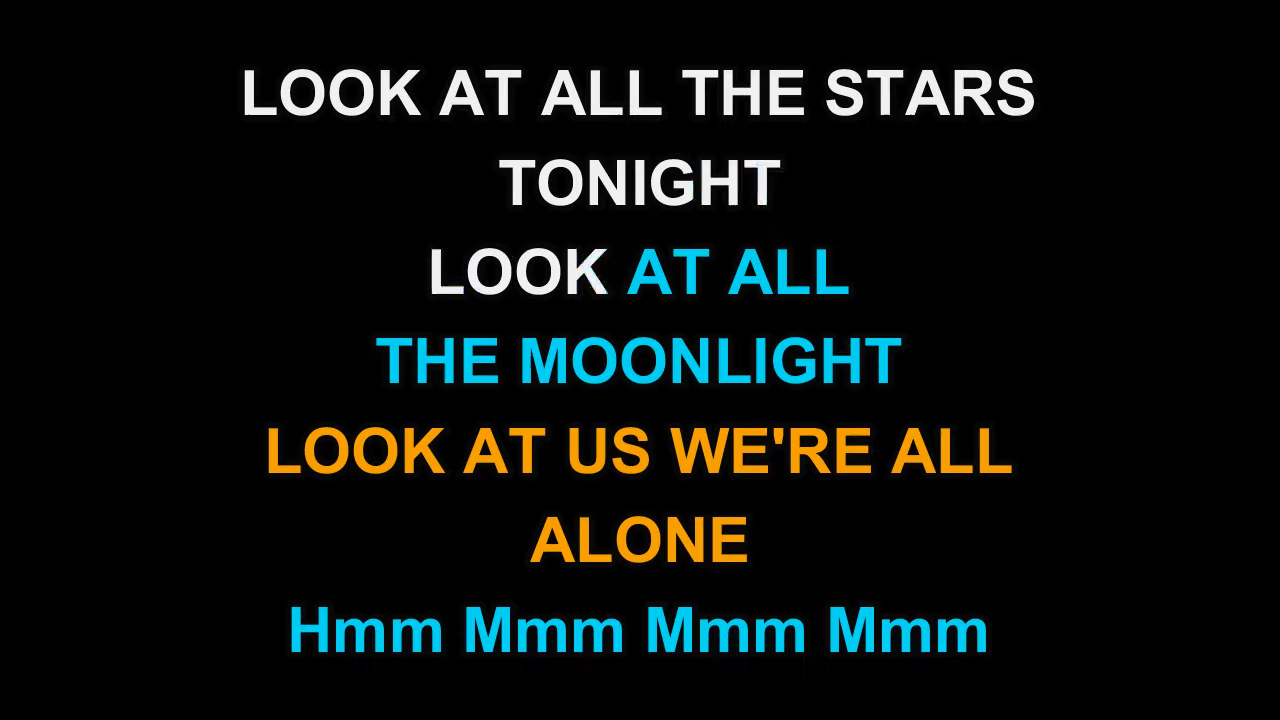 LOOK AT ALL THE STARS
TONIGHT
LOOK AT ALL
THE MOONLIGHT
LOOK AT US WE'RE ALL
ALONE
Hmm Mmm Mmm Mmm